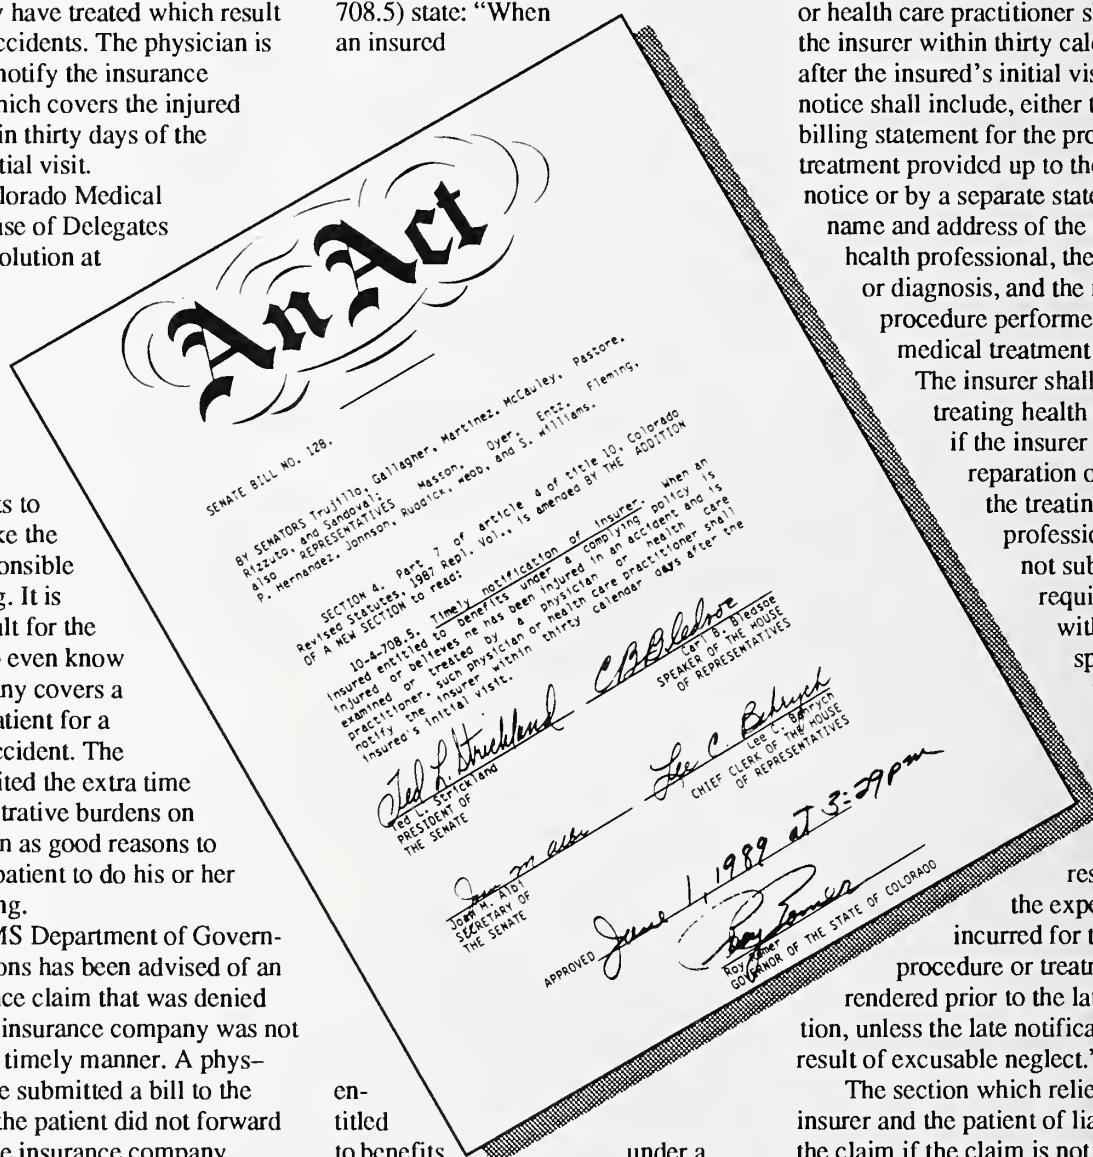 y have treated which result
ccidents. The physician is
notify the insurance
hich covers the injured
in thirty days of the
tial visit.
lorado Medical
use of Delegates
olution at
ts to
ke the
onsible
g. It is
ult for the
even know
ny covers a
atient for a
ccident. The
ited the extra time
trative burdens on
n as good reasons to
patient to do his or her
ng.
MS Department of Govern-
ons has been advised of an
nce claim that was denied
insurance company was not
timely manner. A phys-
e submitted a bill to the
the patient did not forward
e insurance company
708.5) state: “When
an insured
An Act
SENATE BILL NO. 128.
BY SENATORS Trujillo, Gallagher, Martinez, McCauley, Pastore,
Rizzuto, and Sandoval;
also REPRESENTATIVES Masson, Dyer, Entz, Fleming,
P. Hernandez, Johnson, Ruddick, Webb, and S. Williams.
SECTION 4. Part 7 of article 4 of title 10, Colorado
Revised Statutes, 1987 Repl. Vol., is amended BY THE ADDITION
OF A NEW SECTION to read:
10-4-708.5. Timely notification of insurer. When an
insured entitled to benefits under a complying policy is
injured or believes he has been injured in an accident and is
examined or treated by a physician or health care
practitioner, such physician or health care practitioner shall
notify the insurer within thirty calendar days after the
insured's initial visit.
Ted L. Strickland
Ted L. Strickland
PRESIDENT OF
THE SENATE
CB Bledsoe
Carl B. Bledsoe
SPEAKER OF THE HOUSE
OF REPRESENTATIVES
Lee C. Bahrych
Lee C. Bahrych
CHIEF CLERK OF THE HOUSE
OF REPRESENTATIVES
Joan M. Albi
Joan M. Albi
SECRETARY OF
THE SENATE
APPROVED June 1, 1989 at 3:29pm
Roy Romer
Roy Romer
GOVERNOR OF THE STATE OF COLORADO
en-
titled
to benefits under a
or health care practitioner s
the insurer within thirty cale
after the insured's initial vis
notice shall include, either t
billing statement for the pro
treatment provided up to the
notice or by a separate state
name and address of the
health professional, the
or diagnosis, and the
procedure performe
medical treatment
The insurer shall
treating health
if the insurer
reparation o
the treatin
professio
not sub
requi
with
sp
res
the expe
incurred for t
procedure or treatr
rendered prior to the lat
tion, unless the late notifica
result of excusable neglect.”
The section which relie
insurer and the patient of lia
the claim if the claim is not